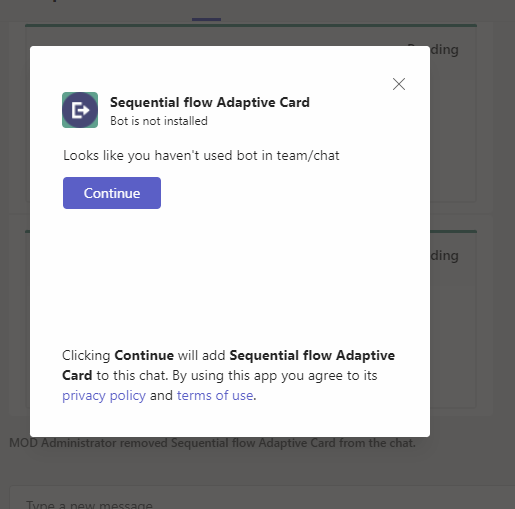 ding
Sequential flow Adaptive Card
Bot is not installed
Looks like you haven't used bot in team/chat
Continue
ding
Clicking Continue will add Sequential flow Adaptive
Card to this chat. By using this app you agree to its
privacy policy and terms of use.
MOD Administrator removed Sequential flow Adaptive Card from the chat.
Type a new message